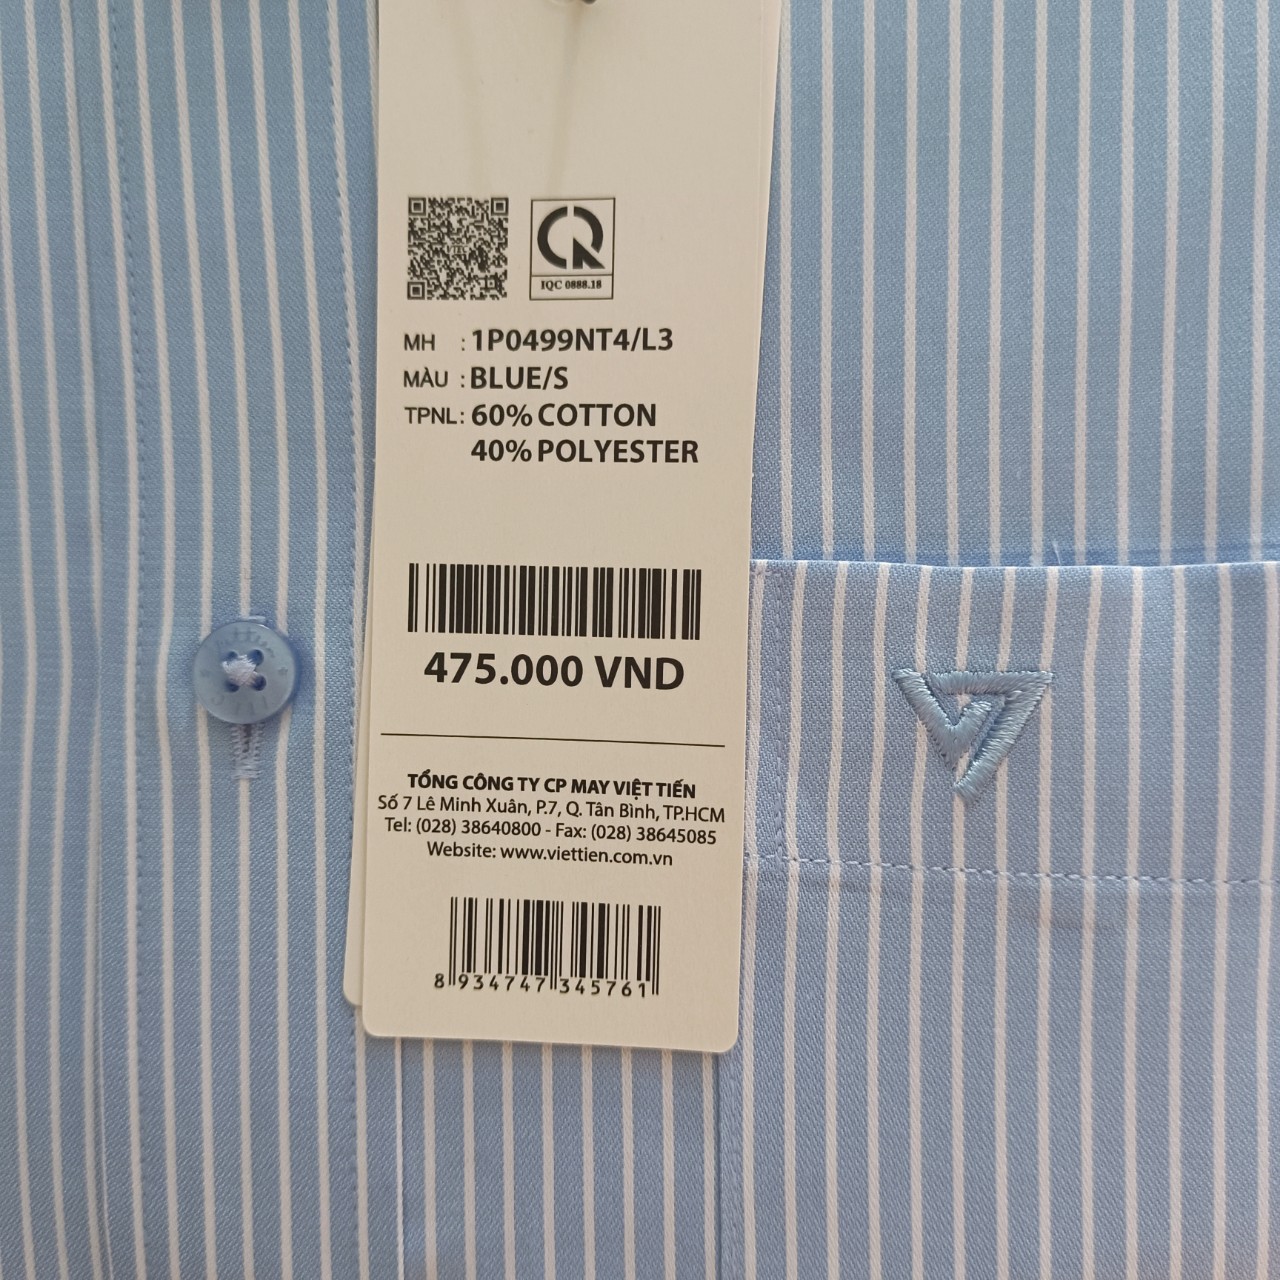 IQC 0888.18
MH : 1P0499NT4/L3
MÀU : BLUE/S
TPNL: 60% COTTON
40% POLYESTER
475.000 VND
TỔNG CÔNG TY CP MAY VIỆT TIẾN
Số 7 Lê Minh Xuân, P.7, Q. Tân Bình, TP.HCM
Tel: (028) 38640800 - Fax: (028) 38645085
Website: www.viettien.com.vn
8 934747 345761